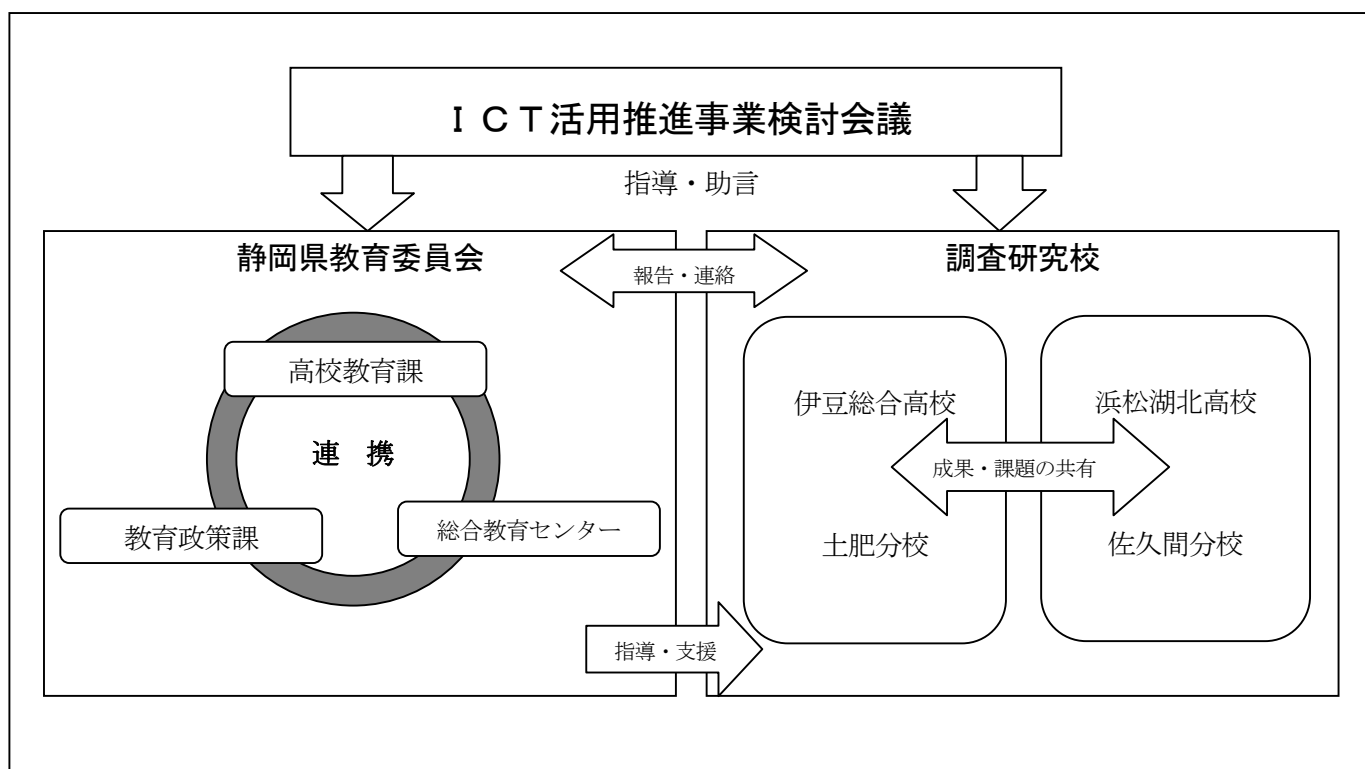 ＩＣＴ活用推進事業検討会議
指導・助言
静岡県教育委員会
報告・連絡
調査研究校
高校教育課
連　携
教育政策課
総合教育センター
伊豆総合高校
浜松湖北高校
成果・課題の共有
土肥分校
佐久間分校
指導・支援